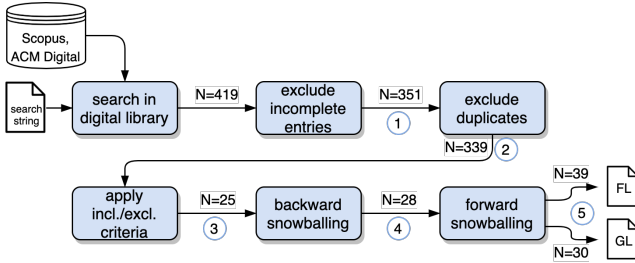 Scopus,
ACM Digital
search
string
search in
digital library
N=419
exclude
incomplete
entries
N=351
1
exclude
duplicates
N=339
2
apply
incl./excl.
criteria
N=25
3
backward
snowballing
N=28
4
forward
snowballing
N=39
FL
5
GL
N=30